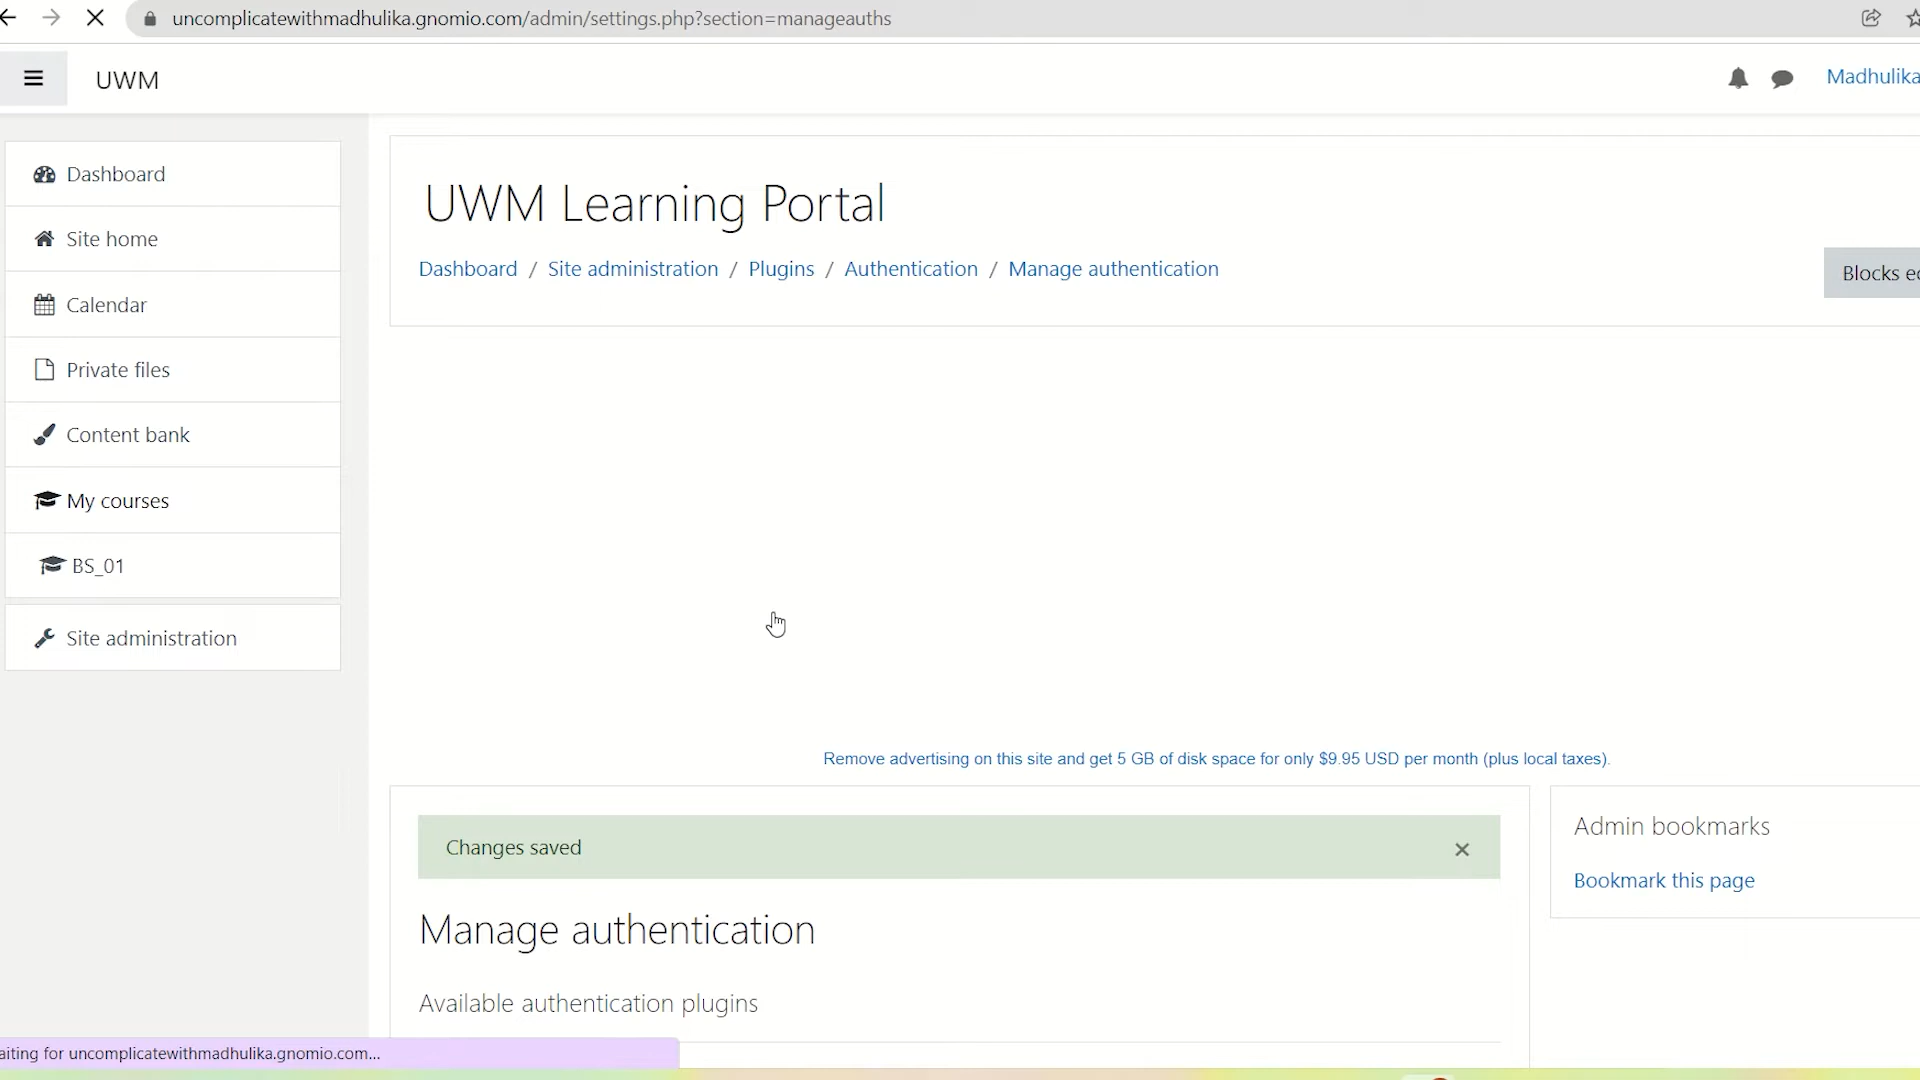 uncomplicatewithmadhulika.gnomio.com/admin/settings.php?section=manageauths
UWM
Madhulika
Dashboard
Site home
Calendar
Private files
Content bank
My courses
BS_01
Site administration
UWM Learning Portal
Dashboard / Site administration / Plugins / Authentication / Manage authentication
Blocks
Remove advertising on this site and get 5 GB of disk space for only $9.95 USD per month (plus local taxes).
Changes saved
Manage authentication
Available authentication plugins
Admin bookmarks
Bookmark this page
aiting for uncomplicatewithmadhulika.gnomio.com...